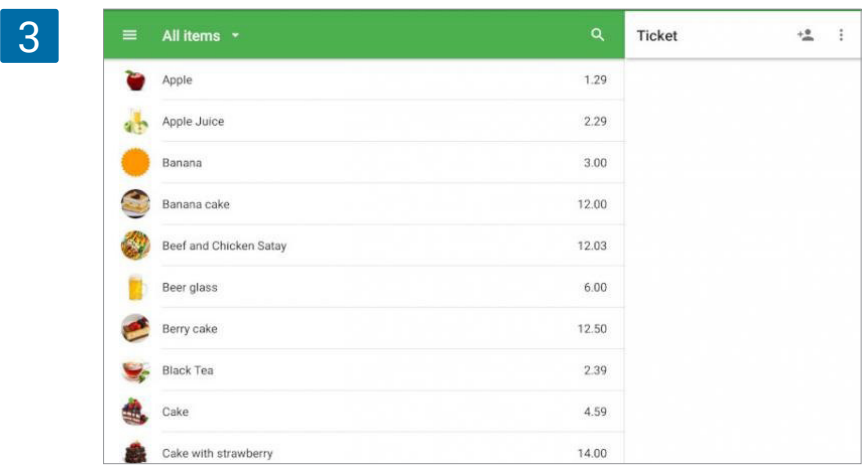 3
All items
Ticket
Apple 1.29
Apple Juice 2.29
Banana 3.00
Banana cake 12.00
Beef and Chicken Satay 12.03
Beer glass 6.00
Berry cake 12.50
Black Tea 2.39
Cake 4.59
Cake with strawberry 14.00